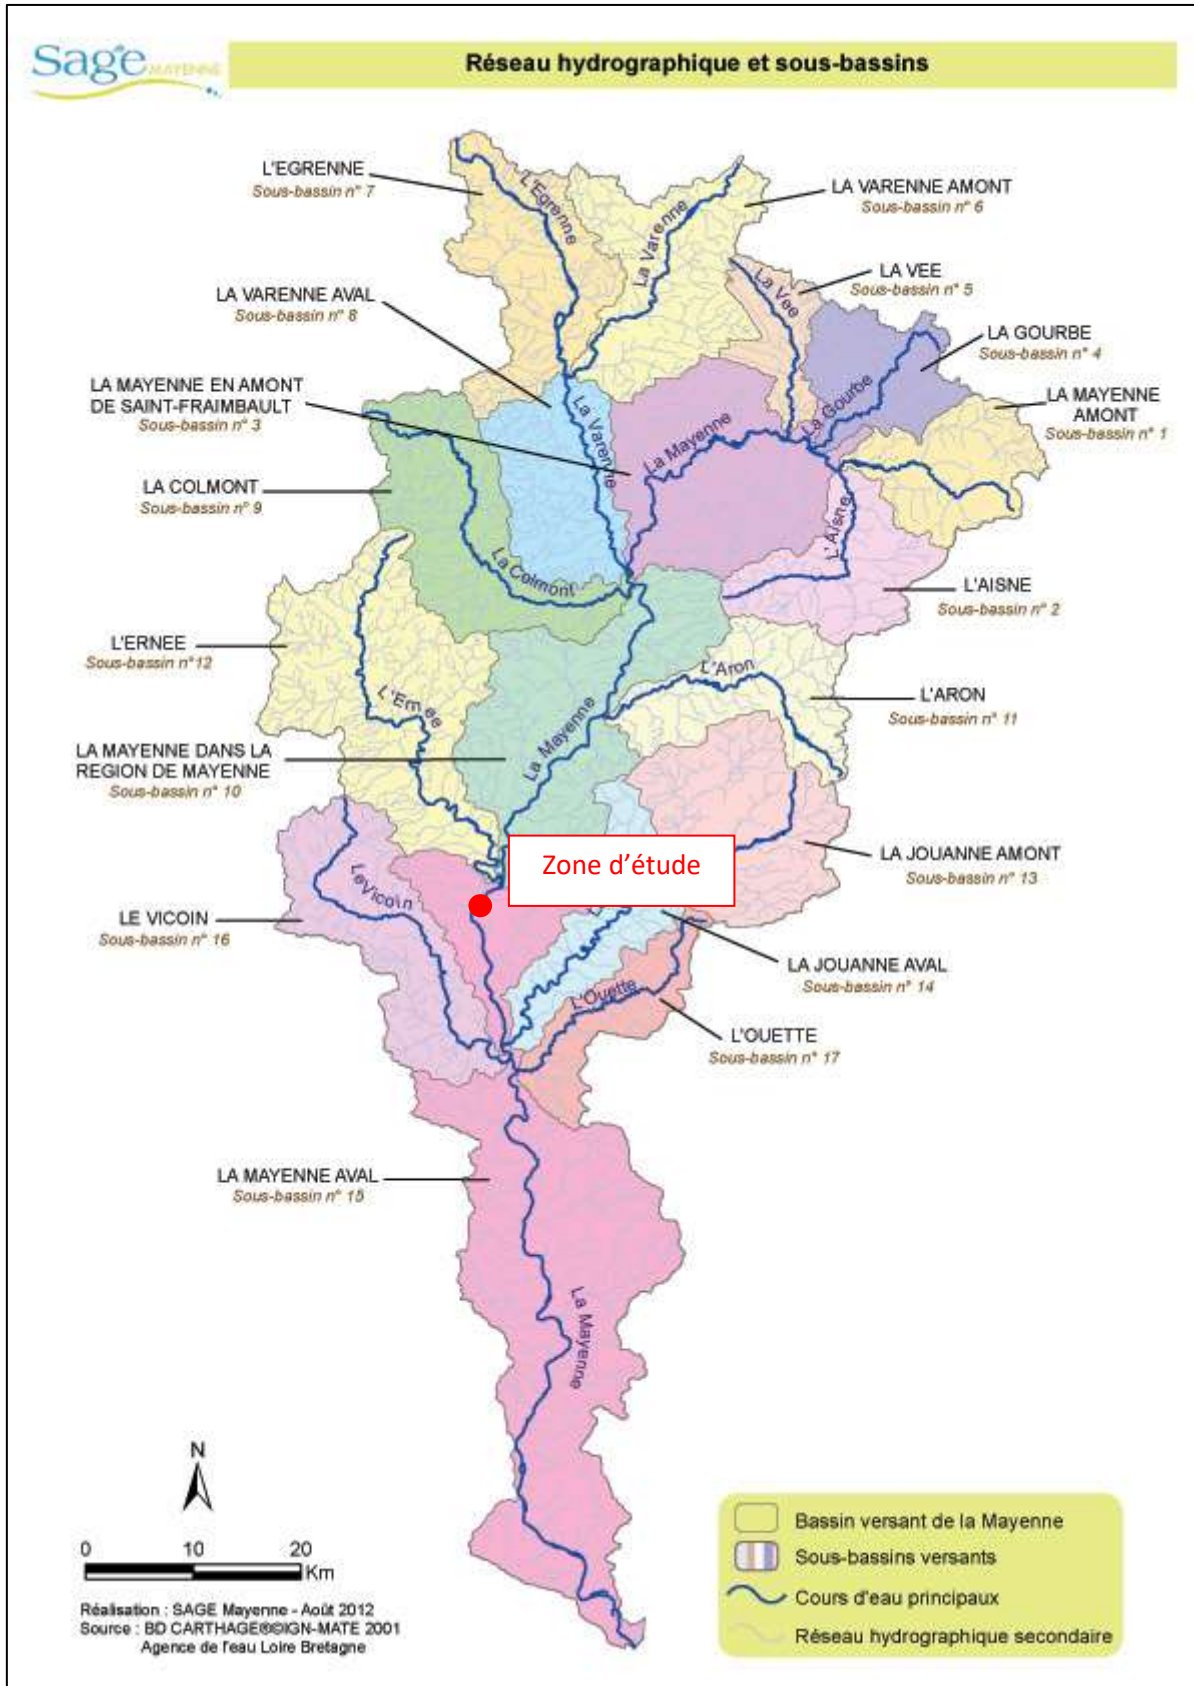 Sage MAYENNE
Réseau hydrographique et sous-bassins
L'EGRENNE
Sous-bassin n° 7
L'Egrenne
La Varenne
LA VARENNE AMONT
Sous-bassin n° 6
LA VEE
Sous-bassin n° 5
La Vee
LA VARENNE AVAL
Sous-bassin n° 8
LA GOURBE
Sous-bassin n° 4
LA MAYENNE EN AMONT
DE SAINT-FRAIMBAULT
Sous-bassin n° 3
La Varenne
La Mayenne
La Gourbe
LA MAYENNE
AMONT
Sous-bassin n° 1
LA COLMONT
Sous-bassin n° 9
L'Aisne
La Colmont
L'AISNE
Sous-bassin n° 2
L'ERNEE
Sous-bassin n°12
L'Ernée
L'Aron
L'ARON
Sous-bassin n° 11
La Mayenne
LA MAYENNE DANS LA
REGION DE MAYENNE
Sous-bassin n° 10
Zone d'étude
LA JOUANNE AMONT
Sous-bassin n° 13
Le Vicoin
LE VICOIN
Sous-bassin n° 16
LA JOUANNE AVAL
Sous-bassin n° 14
L'Ouette
L'OUETTE
Sous-bassin n° 17
LA MAYENNE AVAL
Sous-bassin n° 15
La Mayenne
N
0 10 20
Km
Réalisation : SAGE Mayenne - Août 2012
Source : BD CARTHAGE®©IGN-MATE 2001
Agence de l'eau Loire Bretagne
Bassin versant de la Mayenne
Sous-bassins versants
Cours d'eau principaux
Réseau hydrographique secondaire